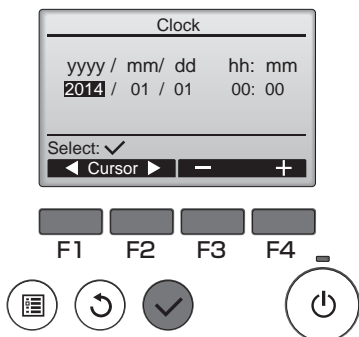 Clock
yyyy / mm/ dd hh: mm
2014 / 01 / 01 00: 00
Select: ✓
◀ Cursor ▶ − +
F1 F2 F3 F4